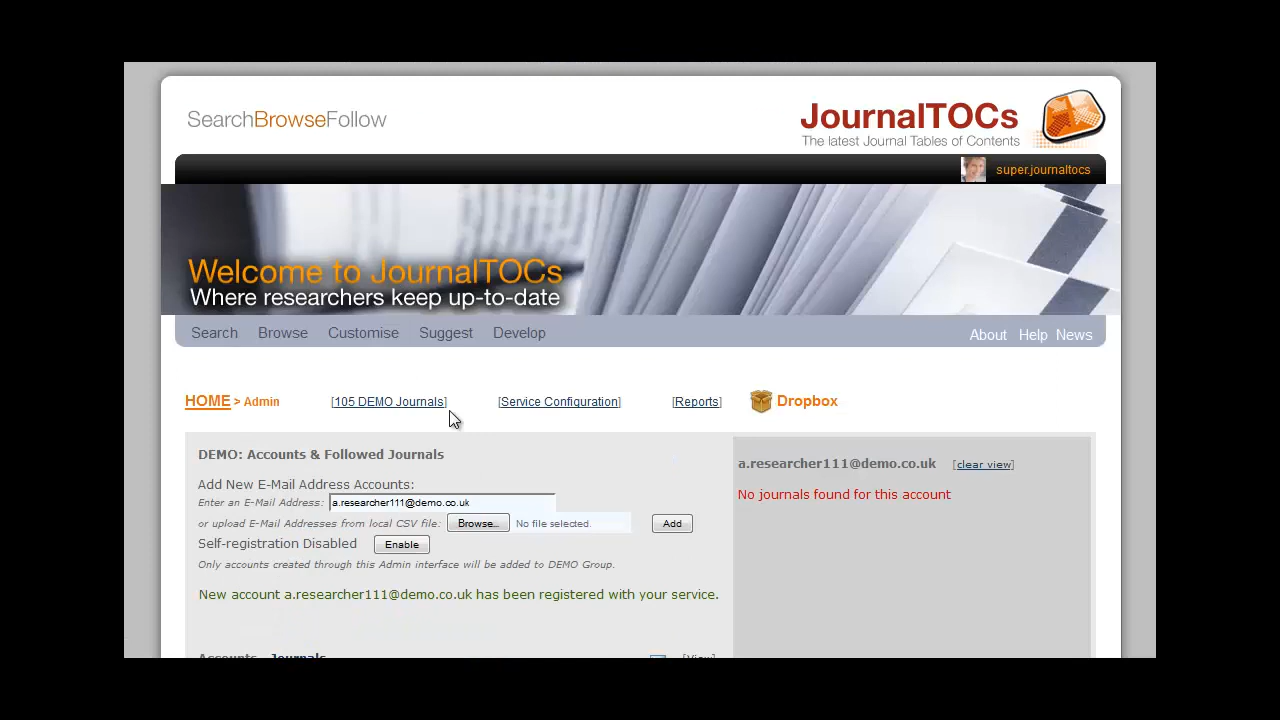 SearchBrowseFollow
JournalTOCs
The latest Journal Tables of Contents
super.journaltocs
Welcome to JournalTOCs
Where researchers keep up-to-date
Search Browse Customise Suggest Develop About Help News
HOME > Admin [105 DEMO Journals] [Service Configuration] [Reports] Dropbox
DEMO: Accounts & Followed Journals
a.researcher111@demo.co.uk [clear view]
Add New E-Mail Address Accounts:
No journals found for this account
Enter an E-Mail Address: a.researcher111@demo.co.uk
or upload E-Mail Addresses from local CSV file: Browse... No file selected. Add
Self-registration Disabled Enable
Only accounts created through this Admin interface will be added to DEMO Group.
New account a.researcher111@demo.co.uk has been registered with your service.
Accounts Journals [View]